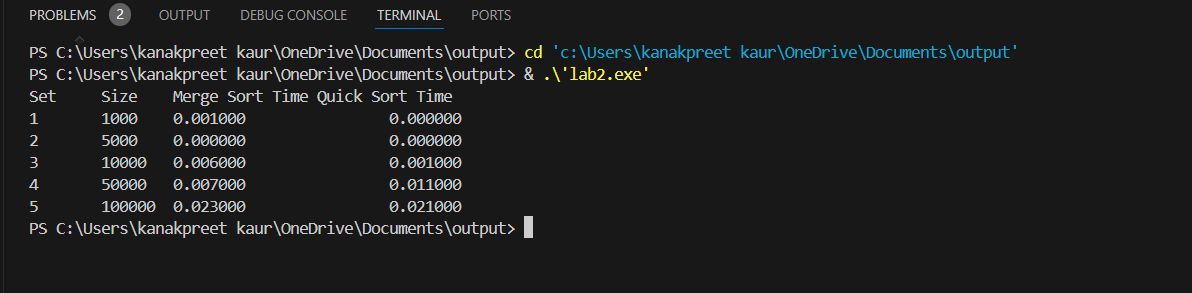 PROBLEMS 2 OUTPUT DEBUG CONSOLE TERMINAL PORTS
PS C:\Users\kanakpreet kaur\OneDrive\Documents\output> cd 'c:\Users\kanakpreet kaur\OneDrive\Documents\output'
PS C:\Users\kanakpreet kaur\OneDrive\Documents\output> & .\'lab2.exe'
Set Size Merge Sort Time Quick Sort Time
1 1000 0.001000 0.000000
2 5000 0.000000 0.000000
3 10000 0.006000 0.001000
4 50000 0.007000 0.011000
5 100000 0.023000 0.021000
PS C:\Users\kanakpreet kaur\OneDrive\Documents\output>